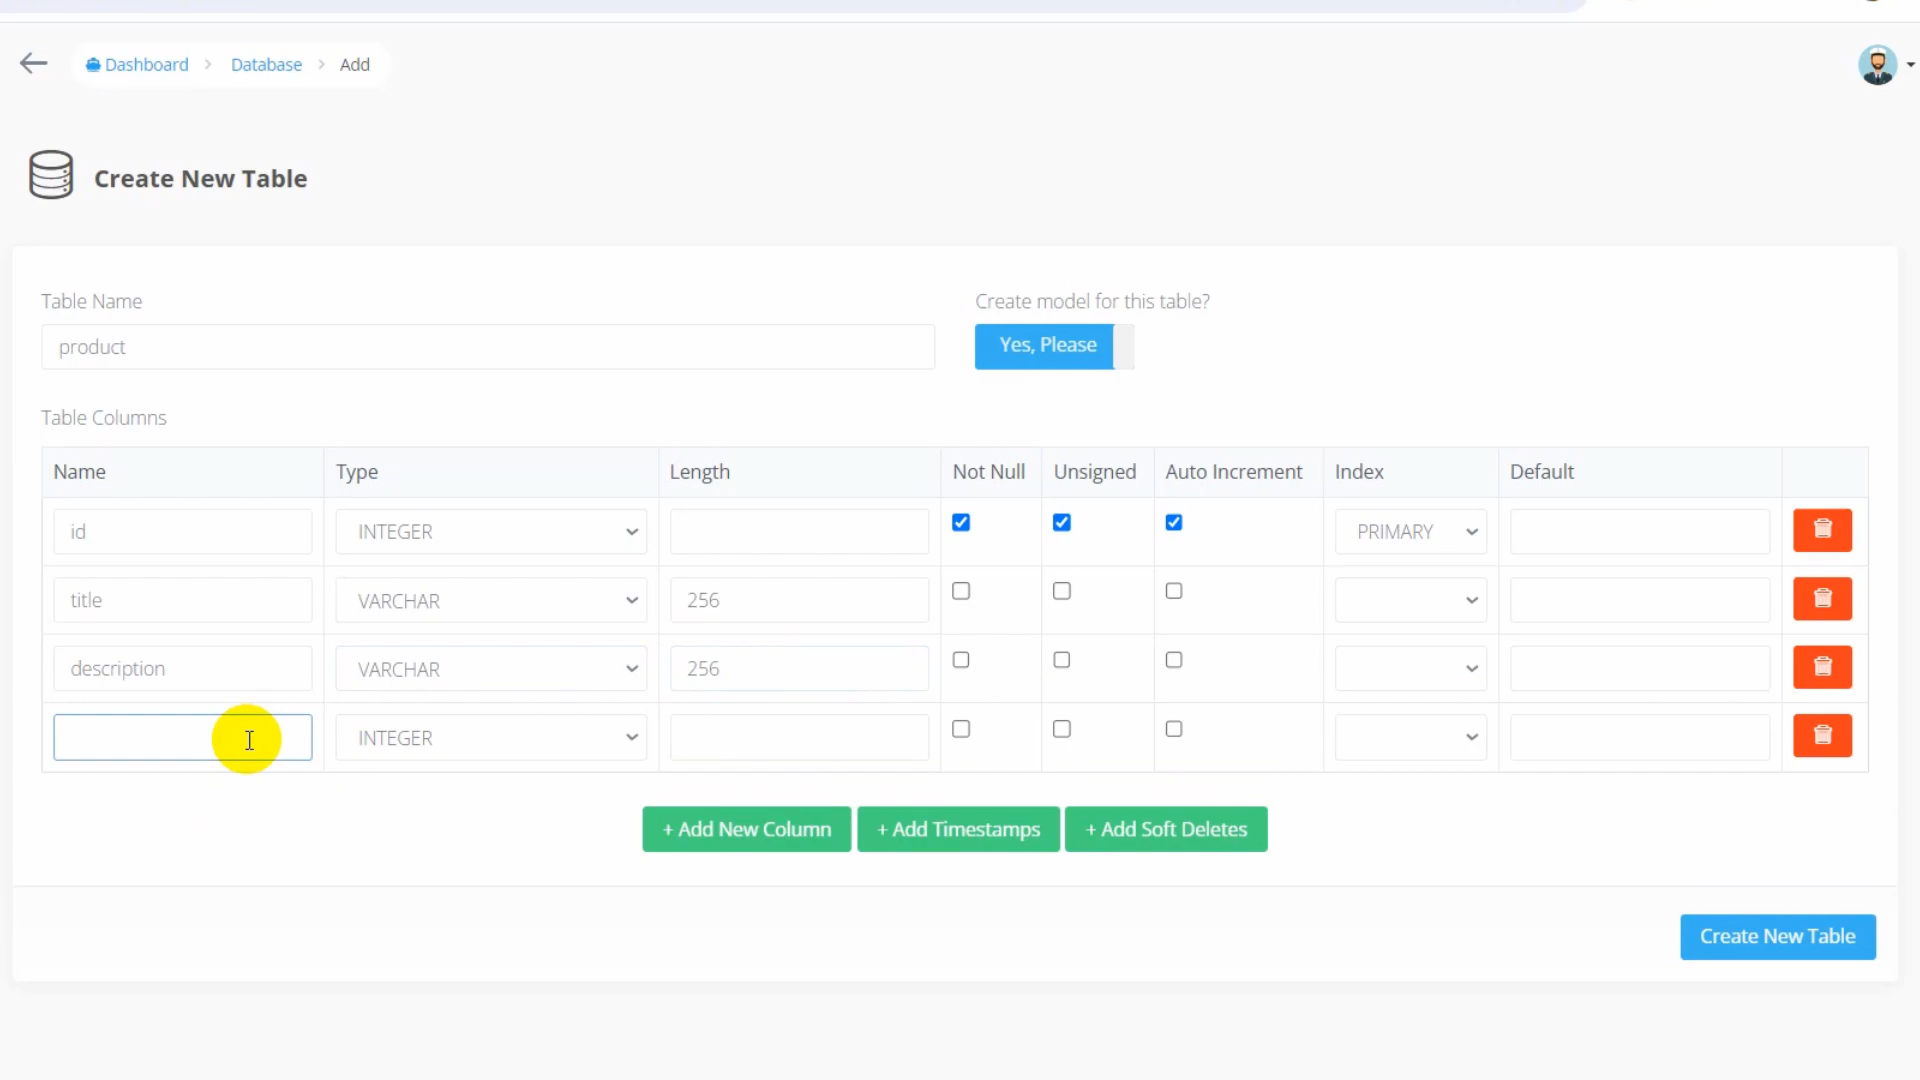 Dashboard > Database > Add
Create New Table
Table Name
Create model for this table?
product
Yes, Please
Table Columns
Name Type Length Not Null Unsigned Auto Increment Index Default
id INTEGER PRIMARY
title VARCHAR 256
description VARCHAR 256
INTEGER
+ Add New Column + Add Timestamps + Add Soft Deletes
Create New Table